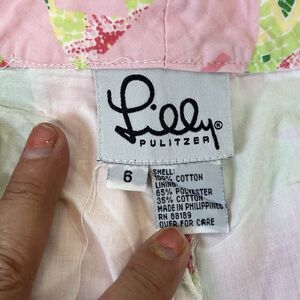 Lilly®
PULITZER
6
SHELL:
100% COTTON
LINING:
65% POLYESTER
35% COTTON
MADE IN PHILIPPINES
RN 88189
OVER FOR CARE